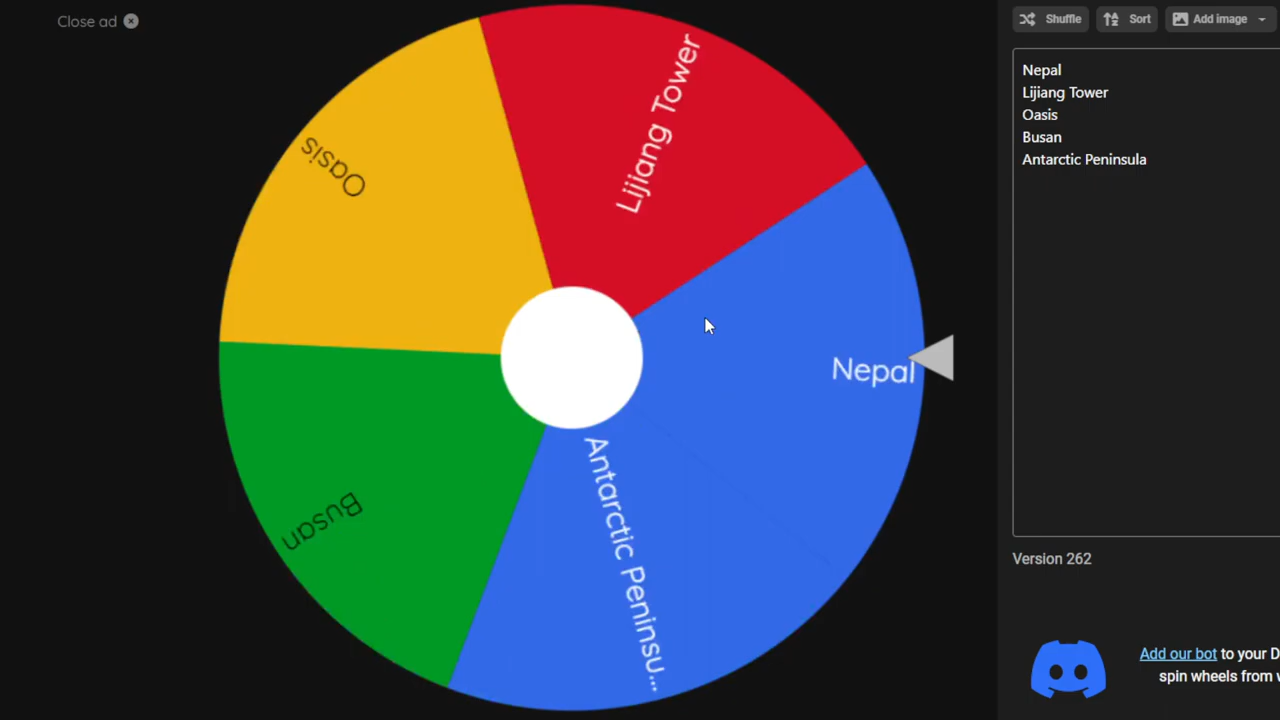 Close ad
Shuffle
Sort
Add image
Lijiang Tower
Oasis
Nepal
Busan
Antarctic Peninsu...
Nepal
Lijiang Tower
Oasis
Busan
Antarctic Peninsula
Version 262
Add our bot to your D
spin wheels from